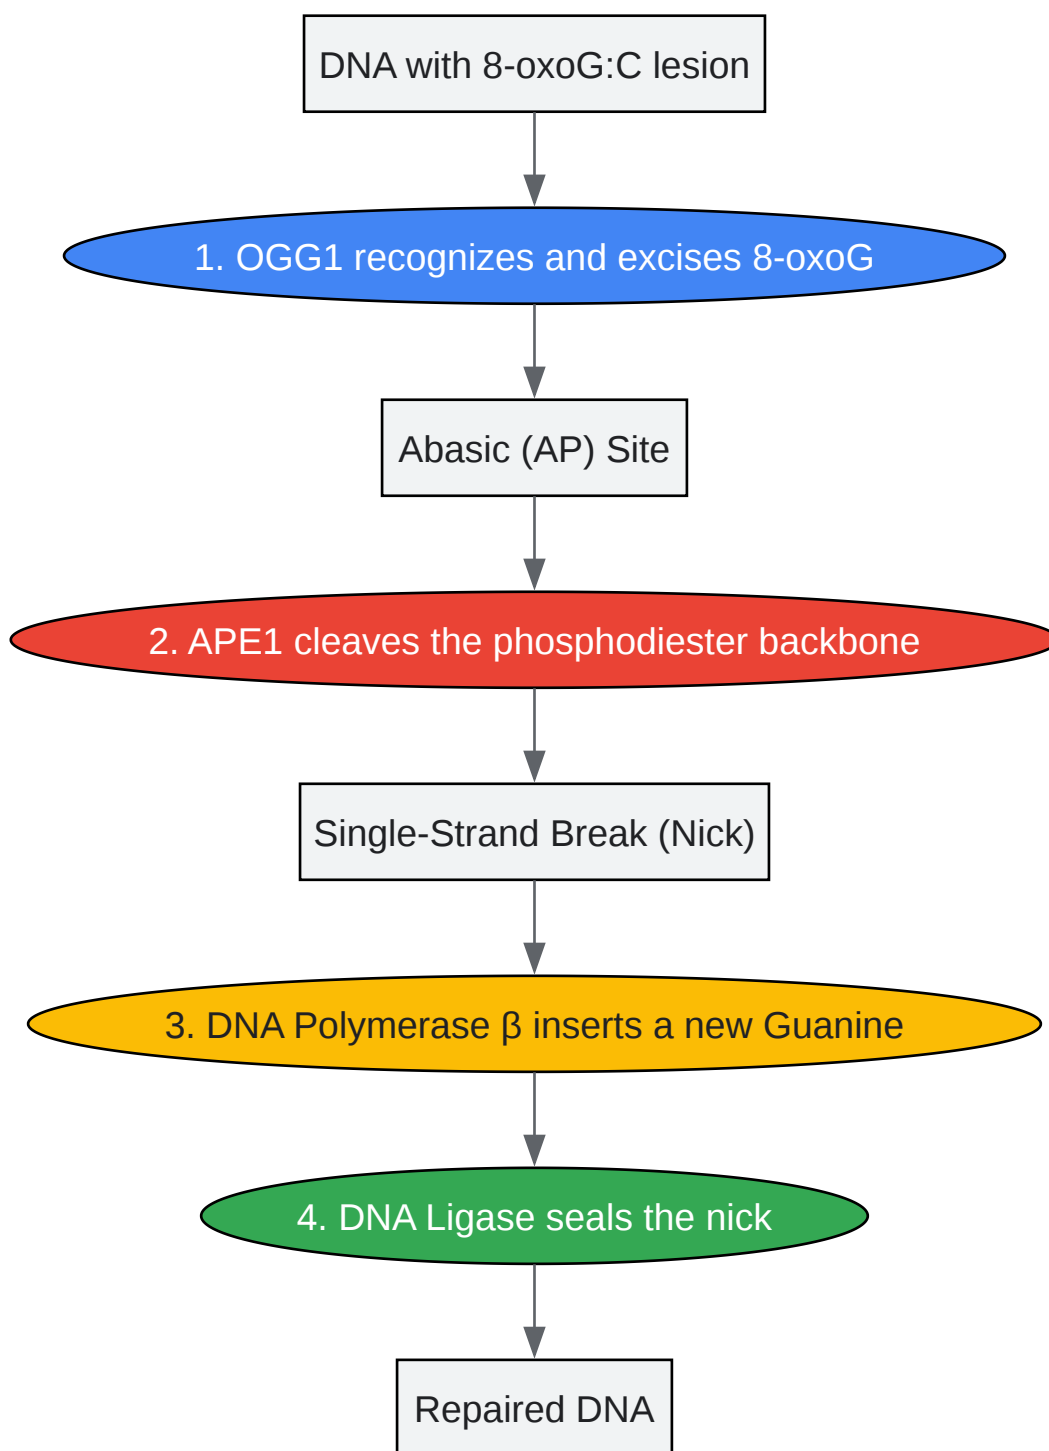 DNA with 8-oxoG:C lesion
1. OGG1 recognizes and excises 8-oxoG
Abasic (AP) Site
2. APE1 cleaves the phosphodiester backbone
Single-Strand Break (Nick)
3. DNA Polymerase β inserts a new Guanine
4. DNA Ligase seals the nick
Repaired DNA